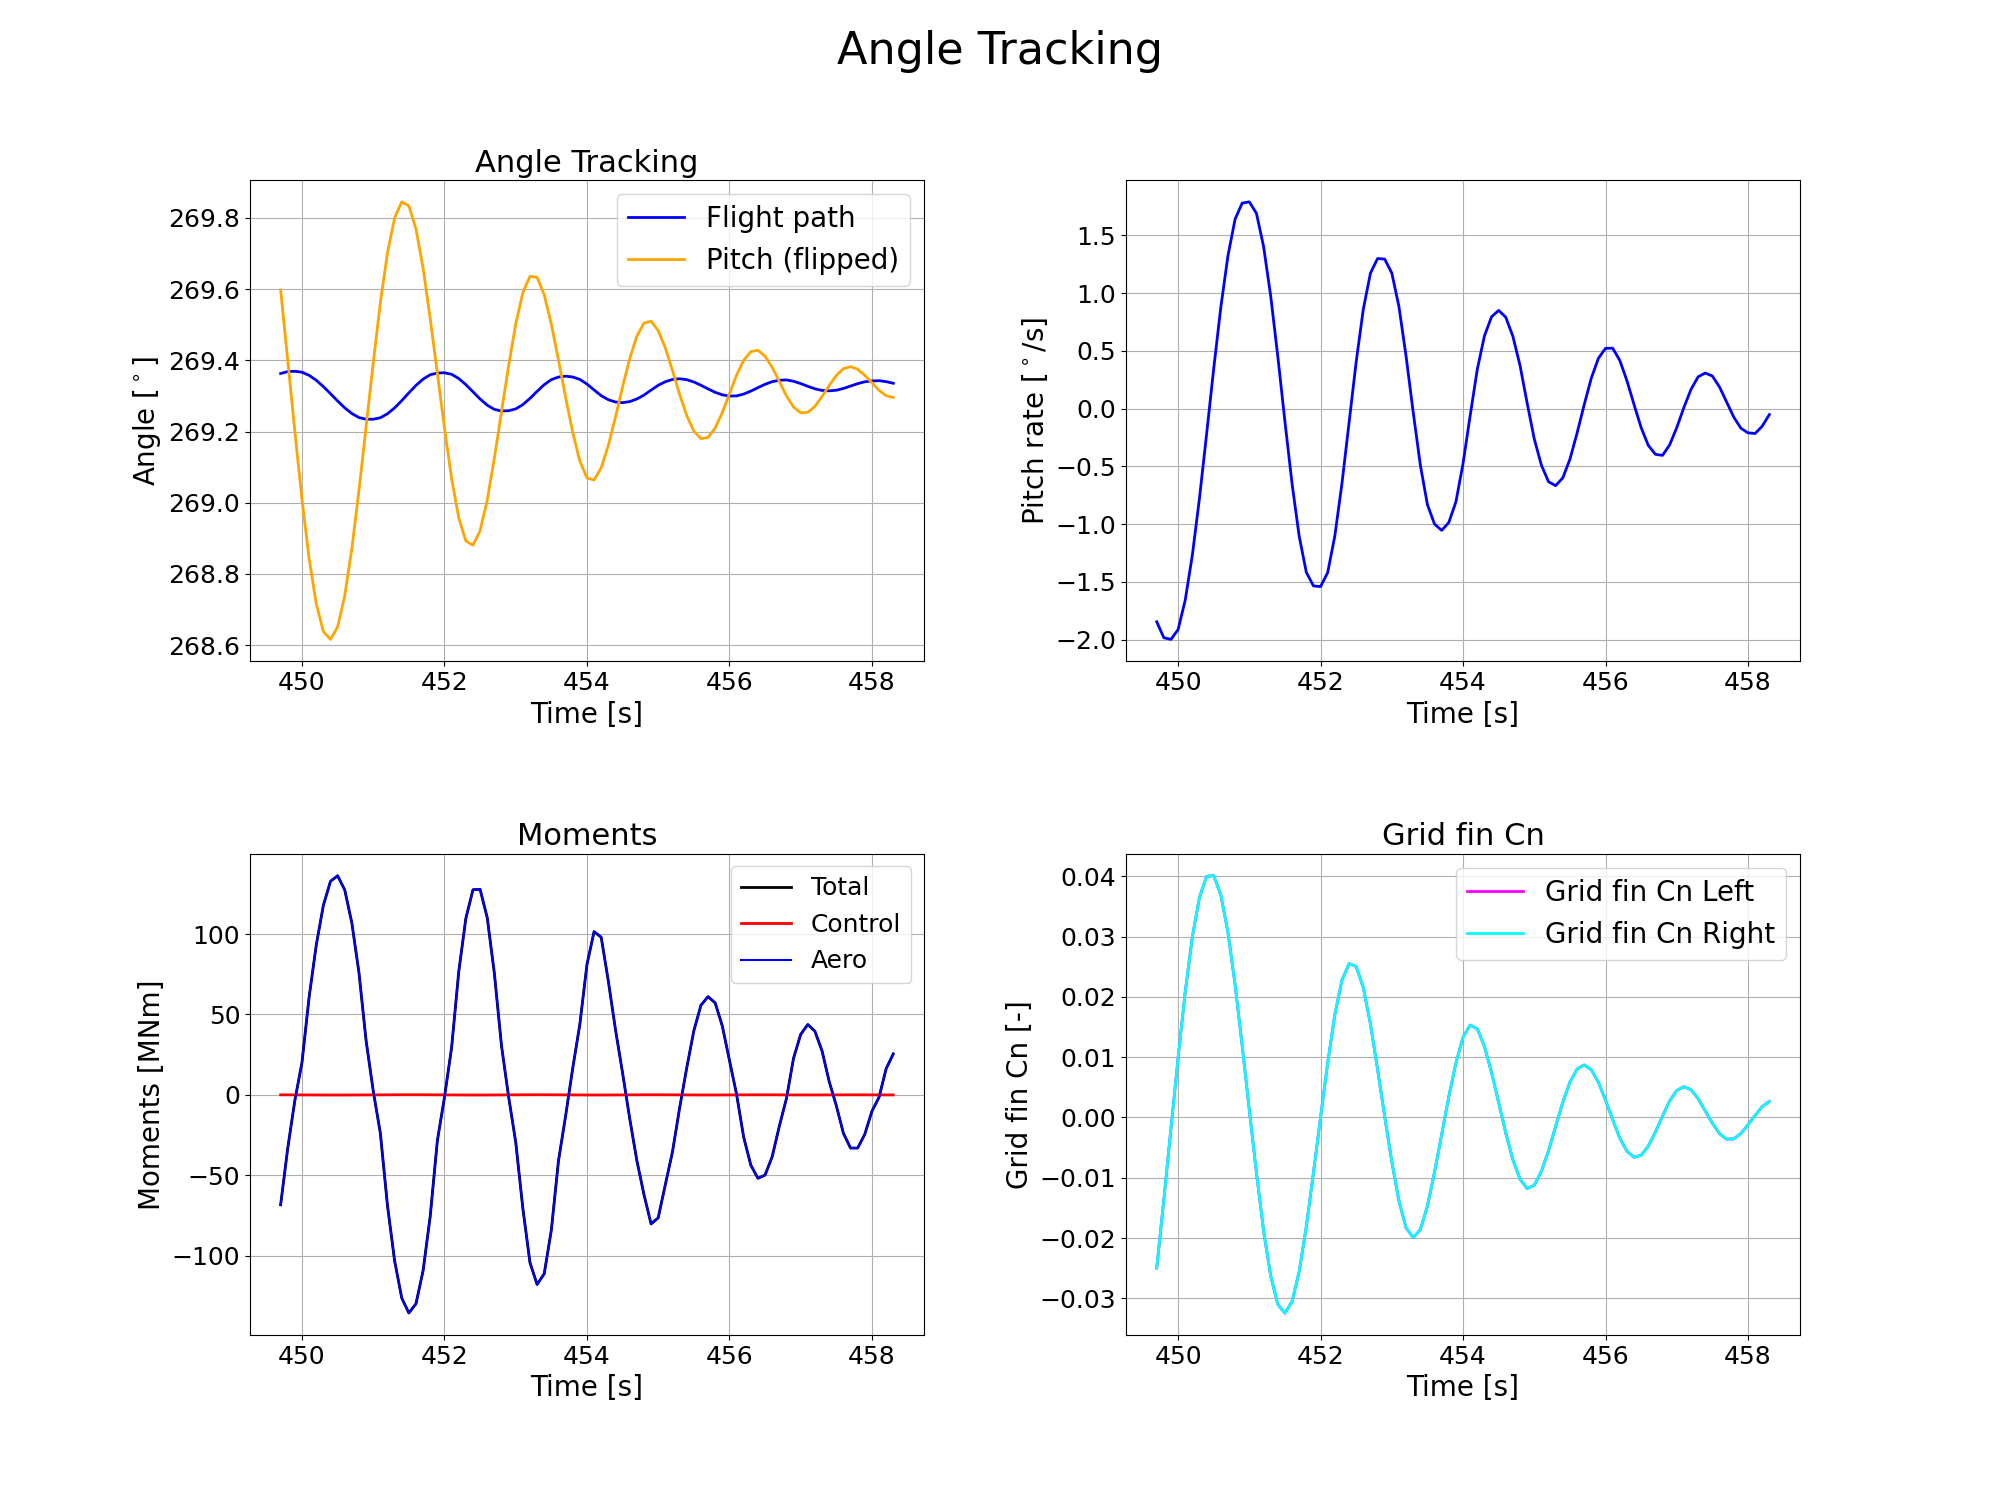 Angle Tracking
Angle Tracking
Flight path
Pitch (flipped)
269.8
269.6
269.4
269.2
269.0
268.8
268.6
Angle [°]
450 452 454 456 458
Time [s]
1.5
1.0
0.5
0.0
−0.5
−1.0
−1.5
−2.0
Pitch rate [°/s]
450 452 454 456 458
Time [s]
Moments
Total
Control
Aero
100
50
0
−50
−100
Moments [MNm]
450 452 454 456 458
Time [s]
Grid fin Cn
Grid fin Cn Left
Grid fin Cn Right
0.04
0.03
0.02
0.01
0.00
−0.01
−0.02
−0.03
Grid fin Cn [-]
450 452 454 456 458
Time [s]